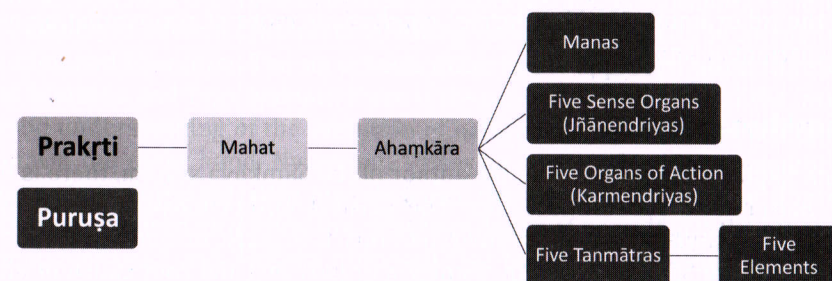 Prakṛti
Puruṣa
Mahat
Ahaṃkāra
Manas
Five Sense Organs
(Jñānendriyas)
Five Organs of Action
(Karmendriyas)
Five Tanmātras
Five
Elements